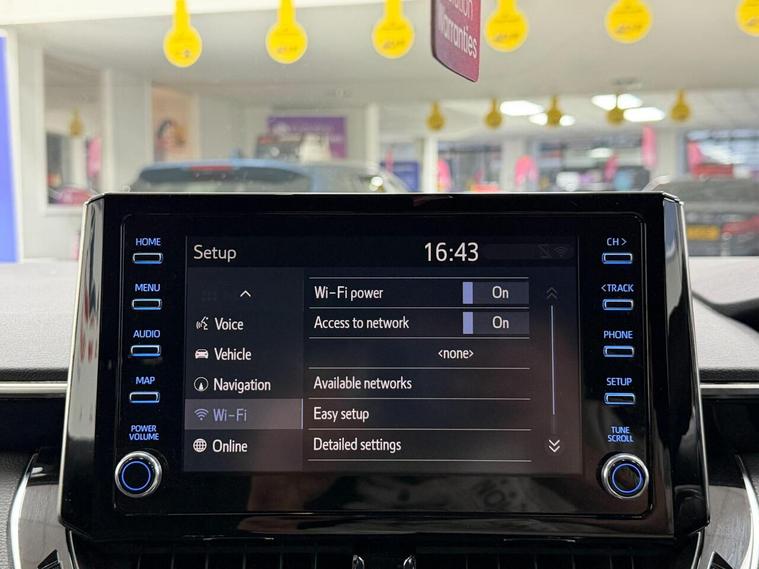 Warranties
HOME
MENU
AUDIO
MAP
POWER
VOLUME
Setup
16:43
Voice
Vehicle
Navigation
Wi-Fi
Online
Wi-Fi power
On
Access to network
On
<none>
Available networks
Easy setup
Detailed settings
CH >
<TRACK
PHONE
SETUP
TUNE
SCROLL